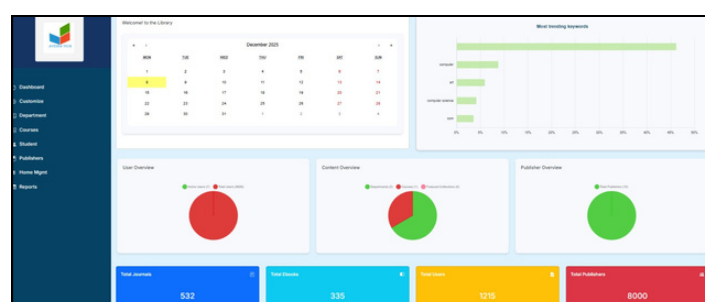 Welcome to the Library
December 2025
MON TUE WED THU FRI SAT SUN
1 2 3 4 5 6 7
8 9 10 11 12 13 14
15 16 17 18 19 20 21
22 23 24 25 26 27 28
29 30 31 1 2 3 4
Most trending keywords
computer
art
computer science
0% 5% 10% 15% 20% 25% 30% 35% 40% 45% 50%
Dashboard
Customize
Department
Courses
Student
Publishers
Home Mgmt
Reports
User Overview
Content Overview
Publisher Overview
Total Journals
532
Total Ebooks
335
Total Users
1215
Total Publishers
8000